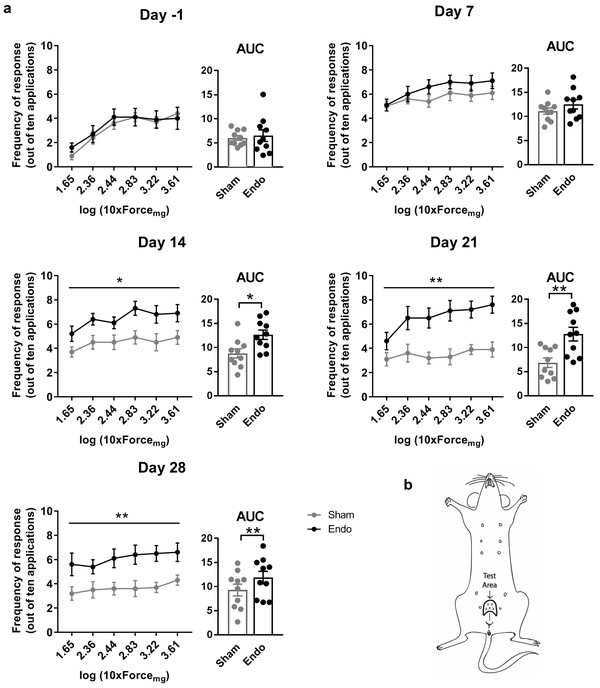 a
Day -1
Frequency of response
(out of ten applications)
10
8
6
4
2
0
1.65
2.36
2.44
2.83
3.22
3.61
log (10xForcemg)
AUC
20
15
10
5
0
Sham
Endo
Day 7
Frequency of response
(out of ten applications)
10
8
6
4
2
0
1.65
2.36
2.44
2.83
3.22
3.61
log (10xForcemg)
AUC
20
15
10
5
0
Sham
Endo
Day 14
Frequency of response
(out of ten applications)
10
8
6
4
2
0
*
1.65
2.36
2.44
2.83
3.22
3.61
log (10xForcemg)
AUC
*
20
15
10
5
0
Sham
Endo
Day 21
Frequency of response
(out of ten applications)
10
8
6
4
2
0
**
1.65
2.36
2.44
2.83
3.22
3.61
log (10xForcemg)
AUC
**
20
15
10
5
0
Sham
Endo
Day 28
Frequency of response
(out of ten applications)
10
8
6
4
2
0
**
1.65
2.36
2.44
2.83
3.22
3.61
log (10xForcemg)
AUC
**
20
15
10
5
0
Sham
Endo
Sham
Endo
b
Test
Area